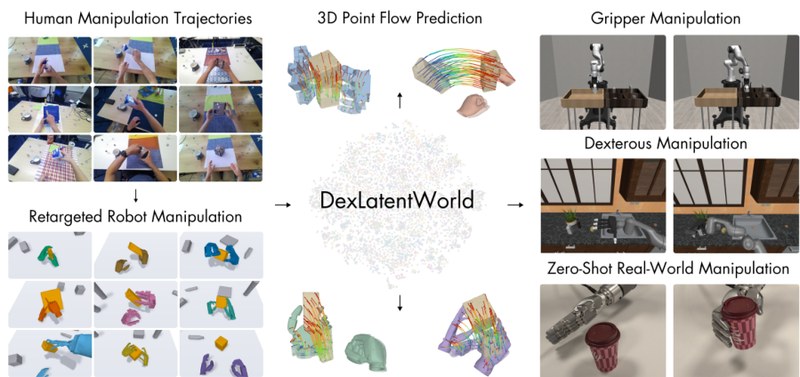 Human Manipulation Trajectories
3D Point Flow Prediction
Gripper Manipulation
Dexterous Manipulation
Retargeted Robot Manipulation
DexLatentWorld
Zero-Shot Real-World Manipulation